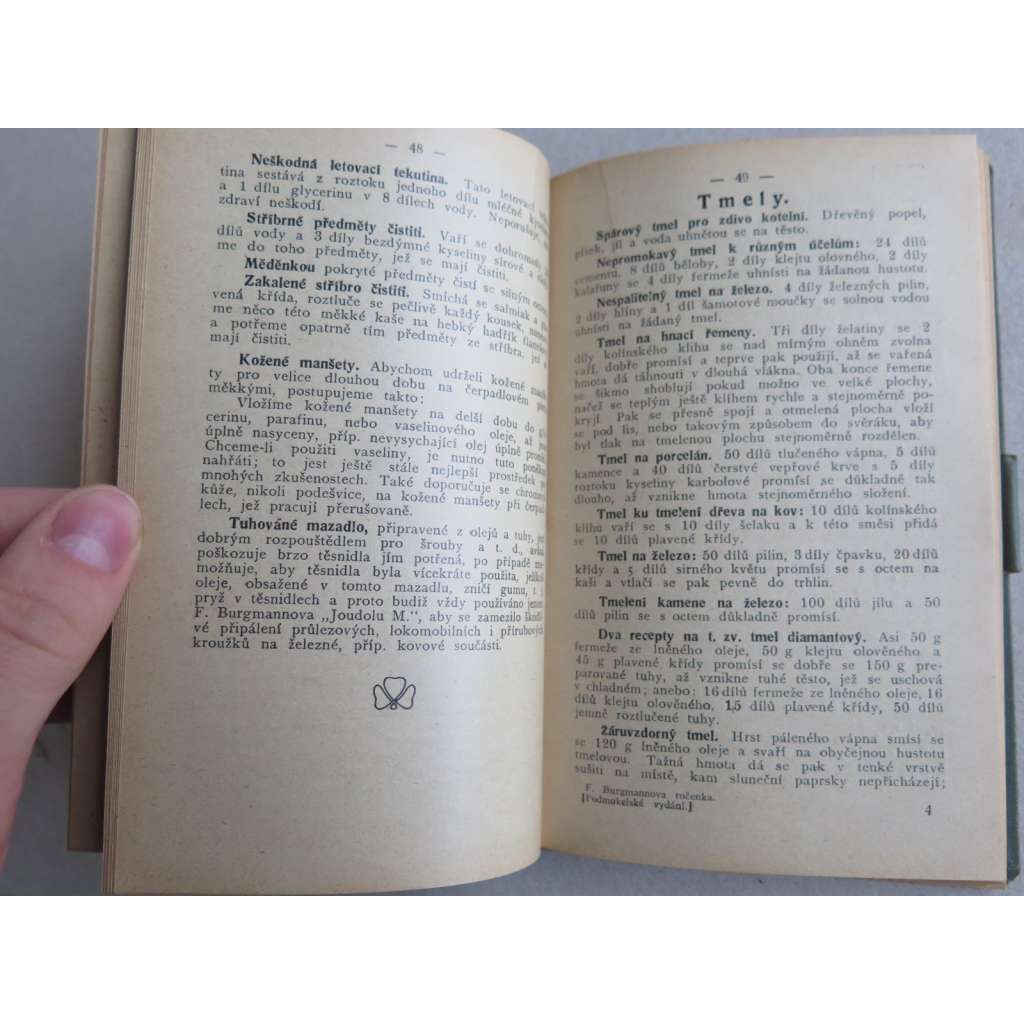 — 48 —
Neškodná letovací tekutina. Tato letovací
tina sestává z roztoku jednoho dílu mléčné
a 1 dílu glycerinu v 8 dílech vody. Neporušuje,
zdraví neškodí.
Stříbrné předměty čistiti. Vaří se dohromady
dílů vody a 3 díly bezdýmné kyseliny sírové a
me do toho předměty, jež se mají čistiti.
Měděnkou pokryté předměty čistí se silným
Zakalené stříbro čistiti. Smíchá se salmiak a
vená křída, roztluče se pečlivě každý kousek,
me něco této měkké kaše na hebký hadřík
a potřeme opatrně tím předměty ze stříbra, jež
mají čistiti.
Kožené manšety. Abychom udrželi kožené
ty pro velice dlouhou dobu na čerpadlovém
měkkými, postupujeme takto:
Vložíme kožené manšety na delší dobu do
cerinu, parafinu, nebo vaselinového oleje, až
úplně nasyceny, příp. nevysychající olej úplně
Chceme-li použíti vaseliny, je nutno tuto
nahřáti; to jest ještě stále nejlepší prostředek
mnohých zkušenostech. Také doporučuje se
kůže, nikoli podešvice, na kožené manšety při
lech, jež pracují přerušovaně.
Tuhované mazadlo, připravené z olejů a tuhy,
dobrým rozpouštědlem pro šrouby a t. d.,
poškozuje brzo těsnidla jím potřená, po případě
možňuje, aby těsnidla byla vícekráte použita,
oleje, obsažené v tomto mazadlu, zničí gumu, t. j.
pryž v těsnidlech a proto budiž vždy používáno
F. Burgmannova „Joudolu M.“, aby se zamezilo
vé připálení průlezových, lokomobilních i přírubových
kroužků na železné, příp. kovové součásti.
— 49 —
Tmely.
Spárový tmel pro zdivo kotelní. Dřevěný popel,
písek, jíl a voda uhnětou se na těsto.
Nepromokavý tmel k různým účelům: 24 dílů
cementu, 8 dílů běloby, 2 díly klejtu olovného, 2 díly
kalafuny se 4 díly fermeže uhnísti na žádanou hustotu.
Nespalitelný tmel na železo. 4 díly železných pilin,
2 díly hlíny a 1 díl šamotové moučky se solnou vodou
uhnísti na žádaný tmel.
Tmel na hnací řemeny. Tři díly želatiny se 2
díly kolínského klihu se nad mírným ohněm zvolna
vaří, dobře promísí a teprve pak použijí, až se vařená
hmota dá táhnouti v dlouhá vlákna. Oba konce řemene
se šikmo shoblují pokud možno ve velké plochy,
načež se teplým ještě klihem rychle a stejnoměrně po-
kryjí. Pak se přesně spojí a otmelená plocha vloží
se pod lis, nebo takovým způsobem do svěráku, aby
byl tlak na tmelenou plochu stejnoměrně rozdělen.
Tmel na porcelán. 50 dílů tlučeného vápna, 5 dílů
kamence a 40 dílů čerstvé vepřové krve s 5 díly
roztoku kyseliny karbolové promísí se důkladně tak
dlouho, až vznikne hmota stejnoměrného složení.
Tmel ku tmelení dřeva na kov: 10 dílů kolínského
klihu vaří se s 10 díly šelaku a k této směsi přidá
se 10 dílů plavené křídy.
Tmel na železo: 50 dílů pilin, 3 díly čpavku, 20 dílů
křídy a 5 dílů sirného květu promísí se s octem na
kaši a vtlačí se pak pevně do trhlin.
Tmelení kamene na železo: 100 dílů jílu a 50
dílů pilin se s octem důkladně promísí.
Dva recepty na t. zv. tmel diamantový. Asi 50 g
fermeže ze lněného oleje, 50 g klejtu olověného a
45 g plavené křídy promísí se dobře se 150 g pre-
parované tuhy, až vznikne tuhé těsto, jež se uschová
v chladném; anebo: 16 dílů fermeže ze lněného oleje, 16
dílů klejtu olověného, 15 dílů plavené křídy, 50 dílů
jemně roztlučené tuhy.
Žáruvzdorný tmel. Hrst páleného vápna smísí se
se 120 g lněného oleje a svaří na obyčejnou hustotu
tmelovou. Tažná hmota dá se pak v tenké vrstvě
sušiti na místě, kam sluneční paprsky nepřicházejí;
F. Burgmannova ročenka.
[Podmokelské vydání.]
4